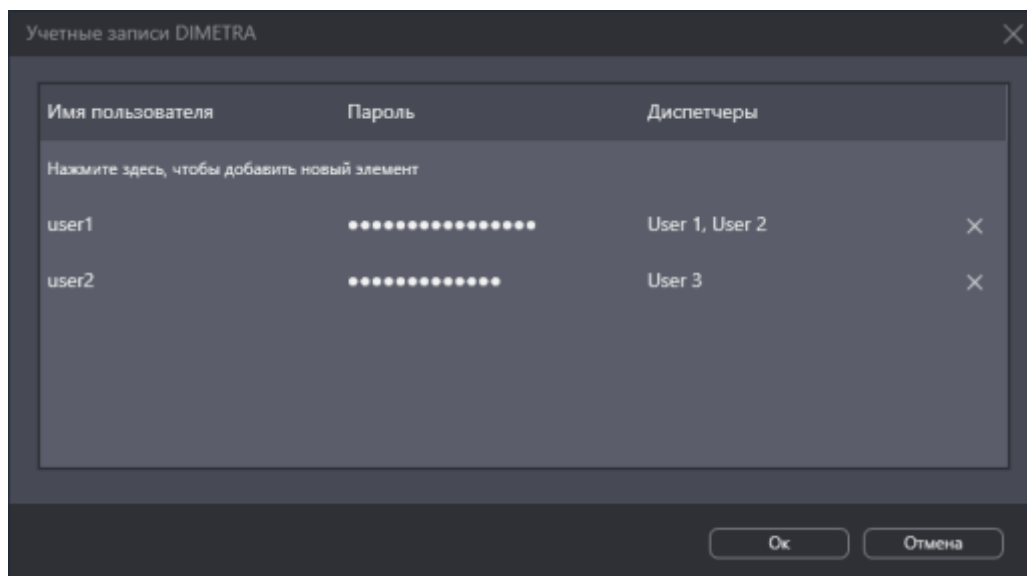 Учетные записи DIMETRA
Имя пользователя Пароль Диспетчеры
Нажмите здесь, чтобы добавить новый элемент
user1 •••••••••••••••• User 1, User 2
user2 ••••••••••••• User 3
Ок Отмена